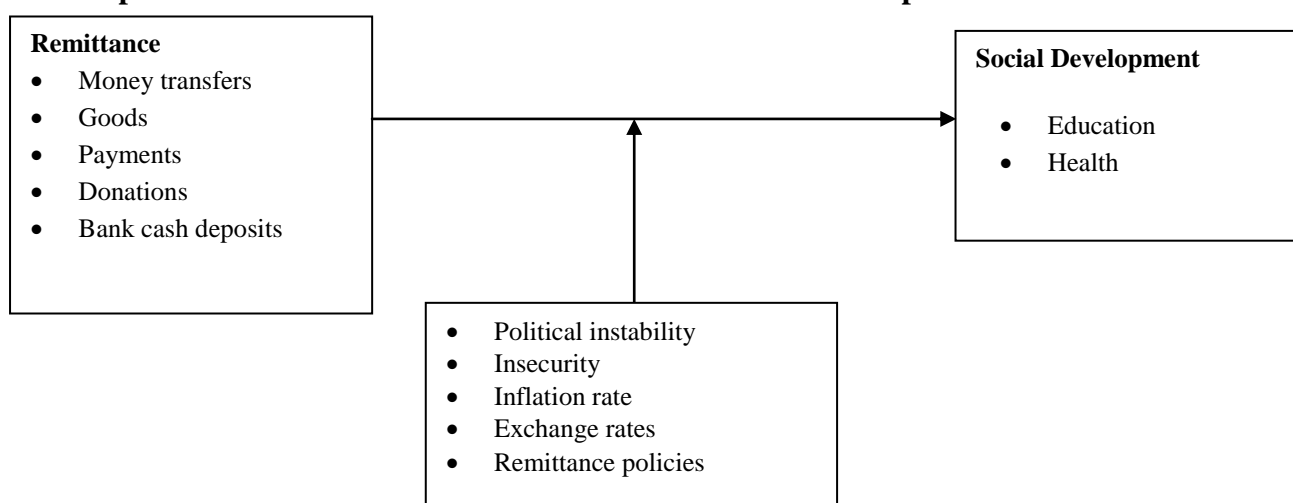 Remittance
• Money transfers
• Goods
• Payments
• Donations
• Bank cash deposits
Social Development
• Education
• Health
• Political instability
• Insecurity
• Inflation rate
• Exchange rates
• Remittance policies